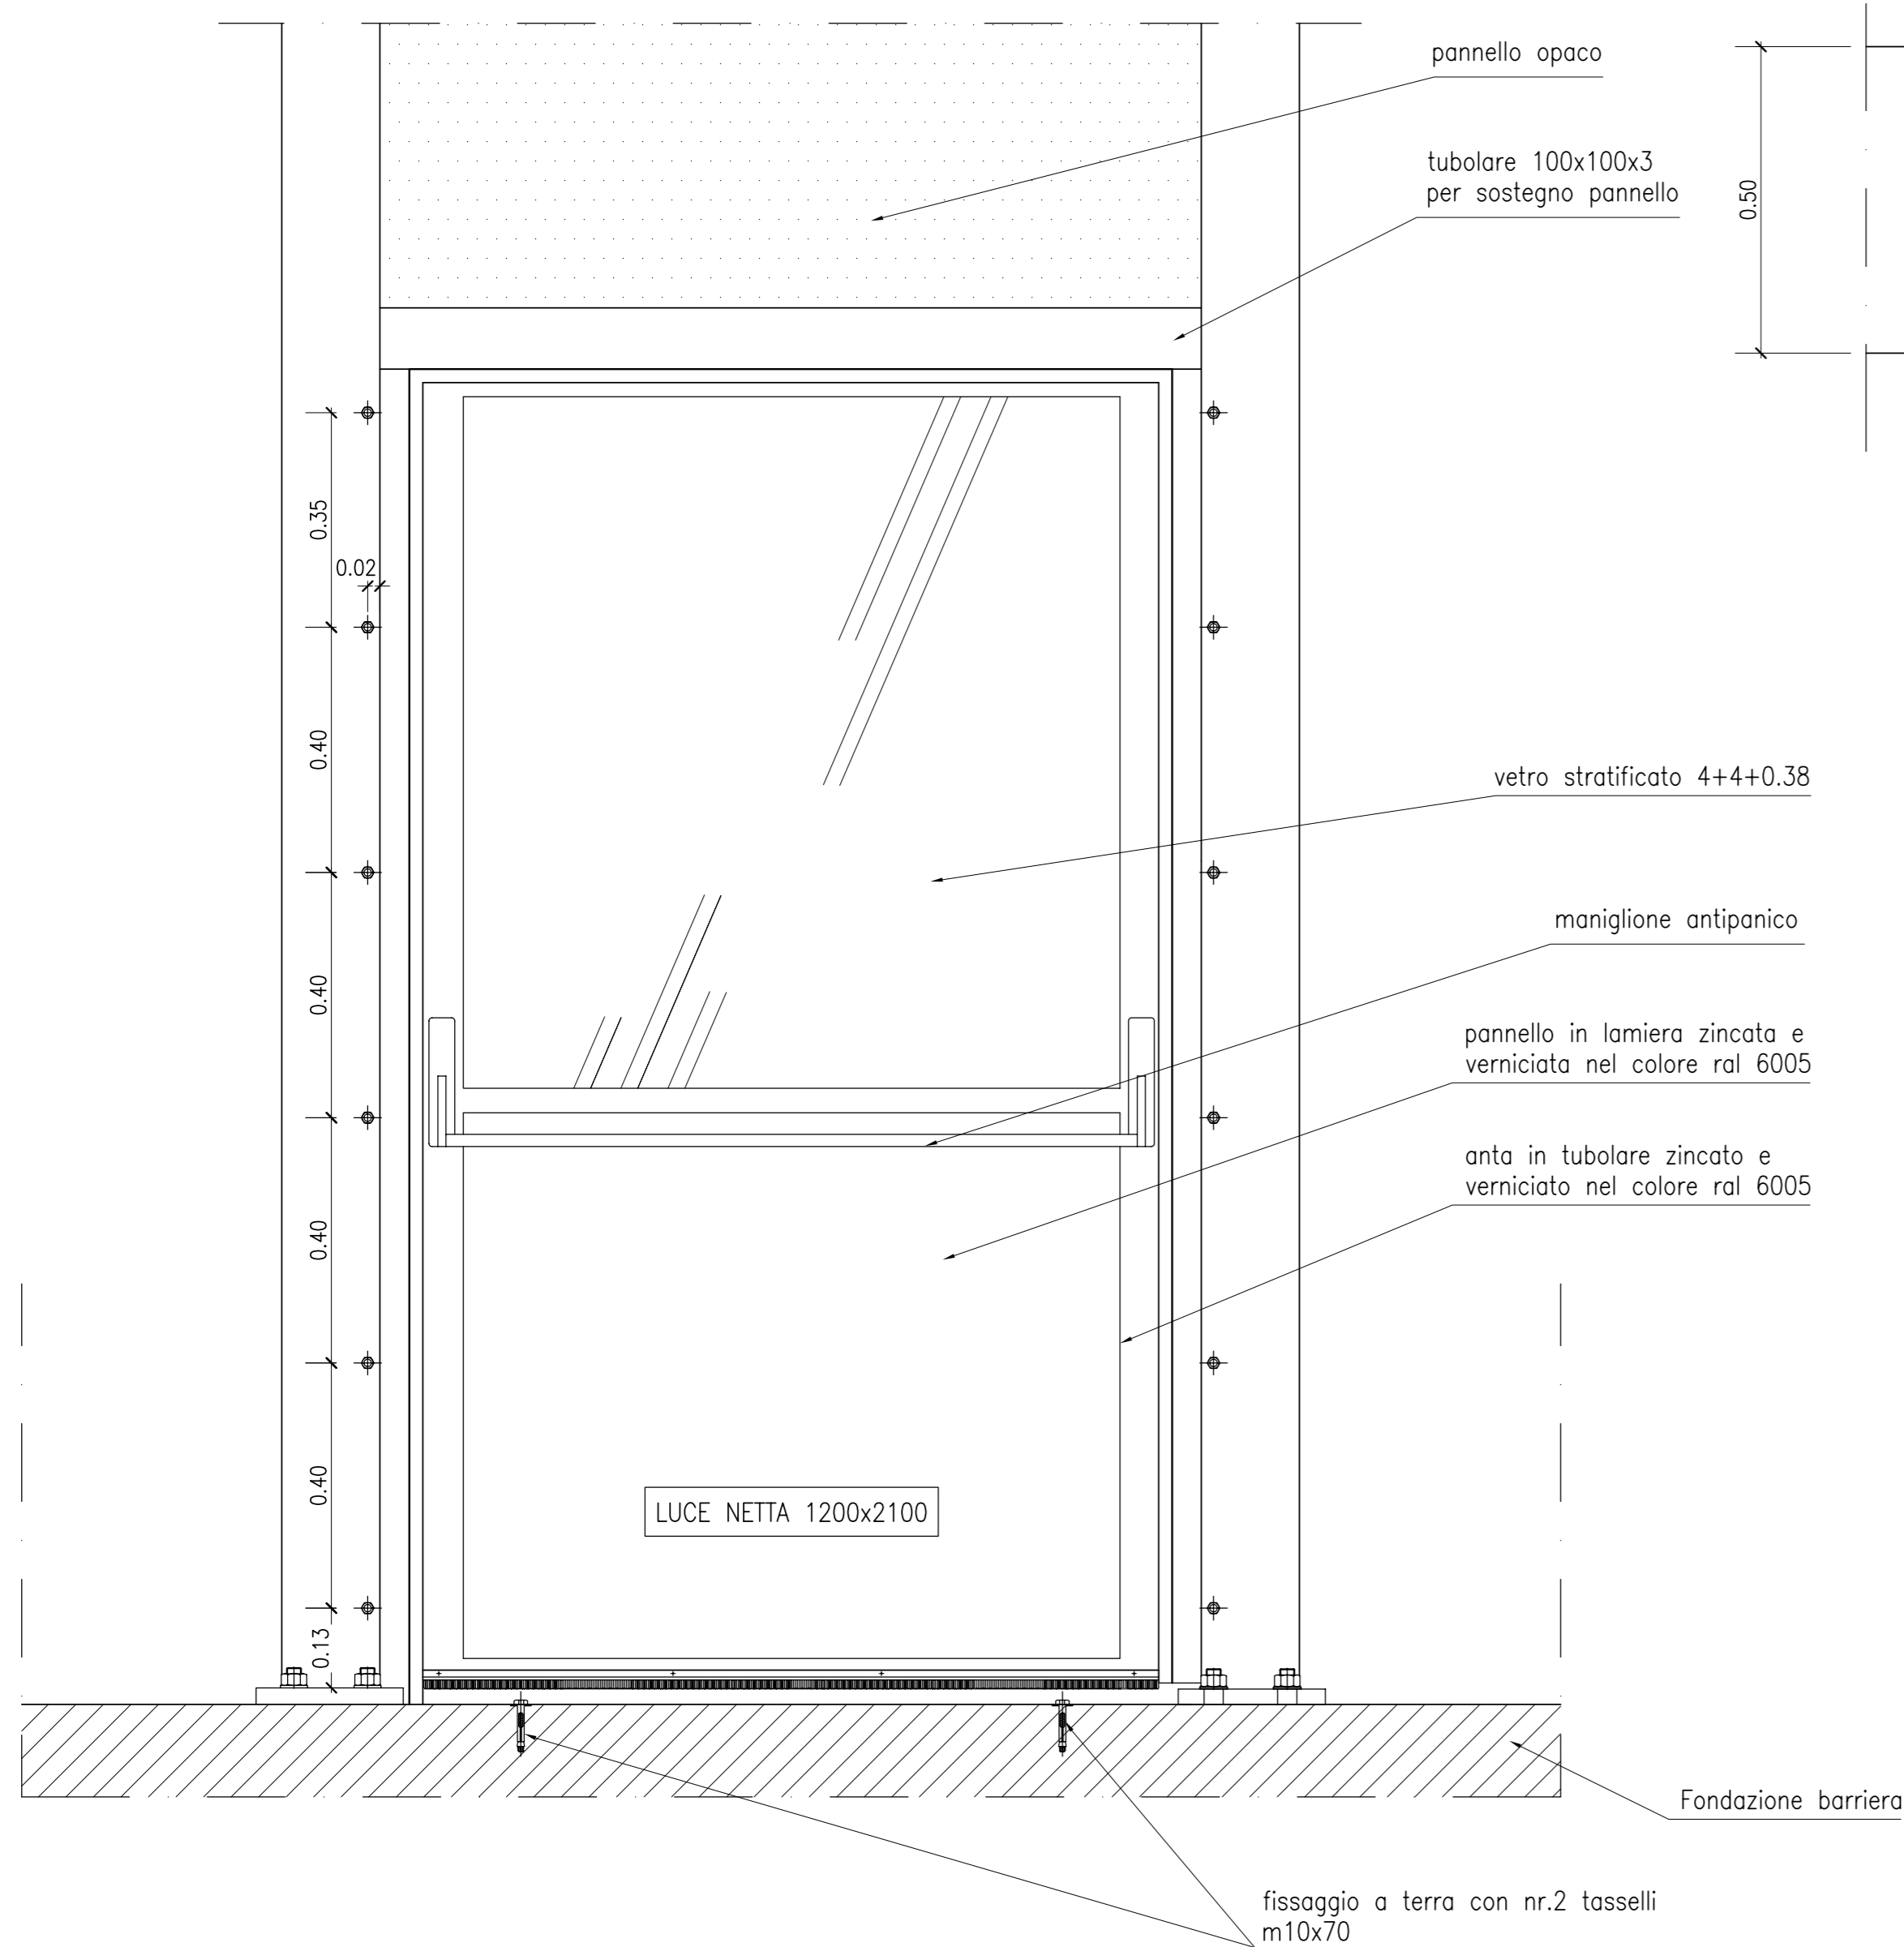 pannello opaco
tubolare 100x100x3
per sostegno pannello
0.50
0.35
0.02
0.40
vetro stratificato 4+4+0.38
maniglione antipanico
0.40
pannello in lamiera zincata e
verniciata nel colore ral 6005
anta in tubolare zincato e
verniciato nel colore ral 6005
0.40
0.40
LUCE NETTA 1200x2100
0.13
Fondazione barriera
fissaggio a terra con nr.2 tasselli
m10x70